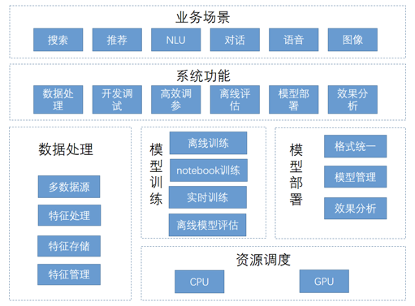 业务场景
搜索 推荐 NLU 对话 语音 图像
系统功能
数据处理 开发调试 高效调参 离线评估 模型部署 效果分析
数据处理
多数据源
特征处理
特征存储
特征管理
模型训练
离线训练
notebook训练
实时训练
离线模型评估
模型部署
格式统一
模型管理
效果分析
资源调度
CPU GPU